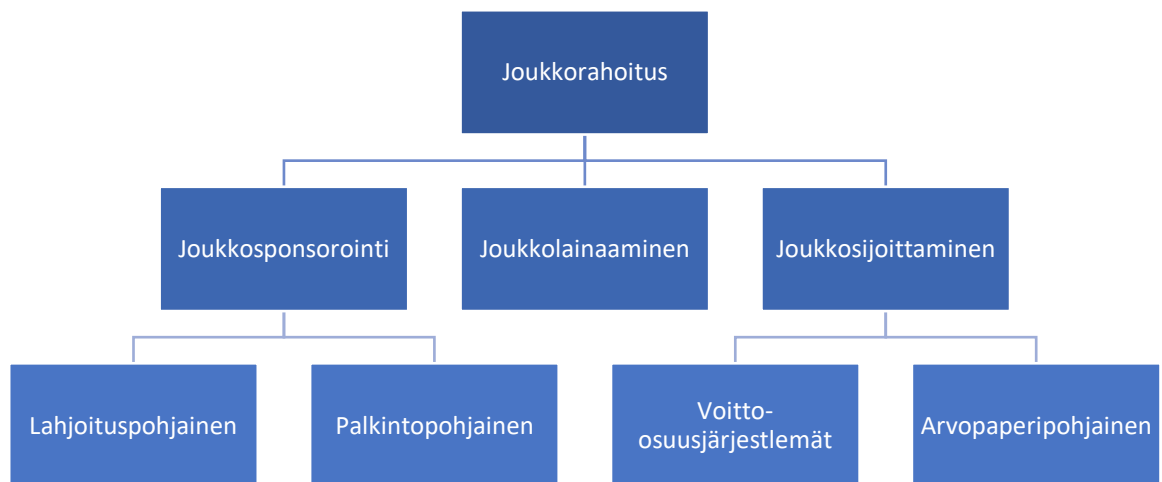 Joukkorahoitus
Joukkosponsorointi
Joukkolainaaminen
Joukkosijoittaminen
Lahjoituspohjainen
Palkintopohjainen
Voitto-
osuusjärjestlemät
Arvopaperipohjainen